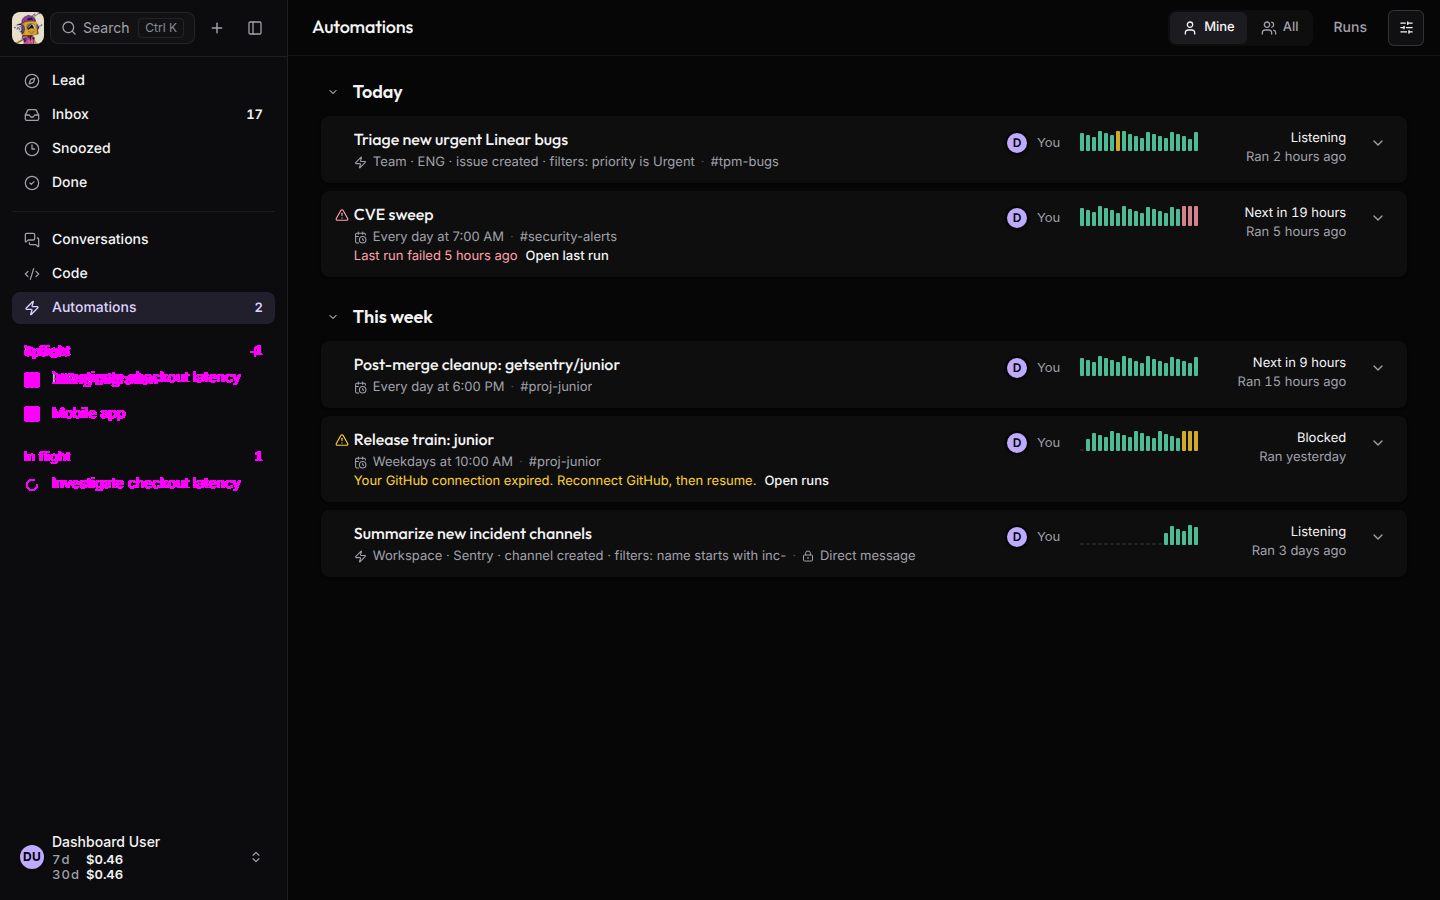 Search Ctrl K
Automations
Mine
All
Runs
Lead
Inbox 17
Snoozed
Done
Conversations
Code
Automations 2
Mobile app
In flight 1
Investigate checkout latency
Dashboard User
DU
7d $0.46
30d $0.46
Today
Triage new urgent Linear bugs
Team · ENG · issue created · filters: priority is Urgent · #tpm-bugs
D You
Listening
Ran 2 hours ago
CVE sweep
Every day at 7:00 AM · #security-alerts
Last run failed 5 hours ago Open last run
D You
Next in 19 hours
Ran 5 hours ago
This week
Post-merge cleanup: getsentry/junior
Every day at 6:00 PM · #proj-junior
D You
Next in 9 hours
Ran 15 hours ago
Release train: junior
Weekdays at 10:00 AM · #proj-junior
Your GitHub connection expired. Reconnect GitHub, then resume. Open runs
D You
Blocked
Ran yesterday
Summarize new incident channels
Workspace · Sentry · channel created · filters: name starts with inc- · Direct message
D You
Listening
Ran 3 days ago